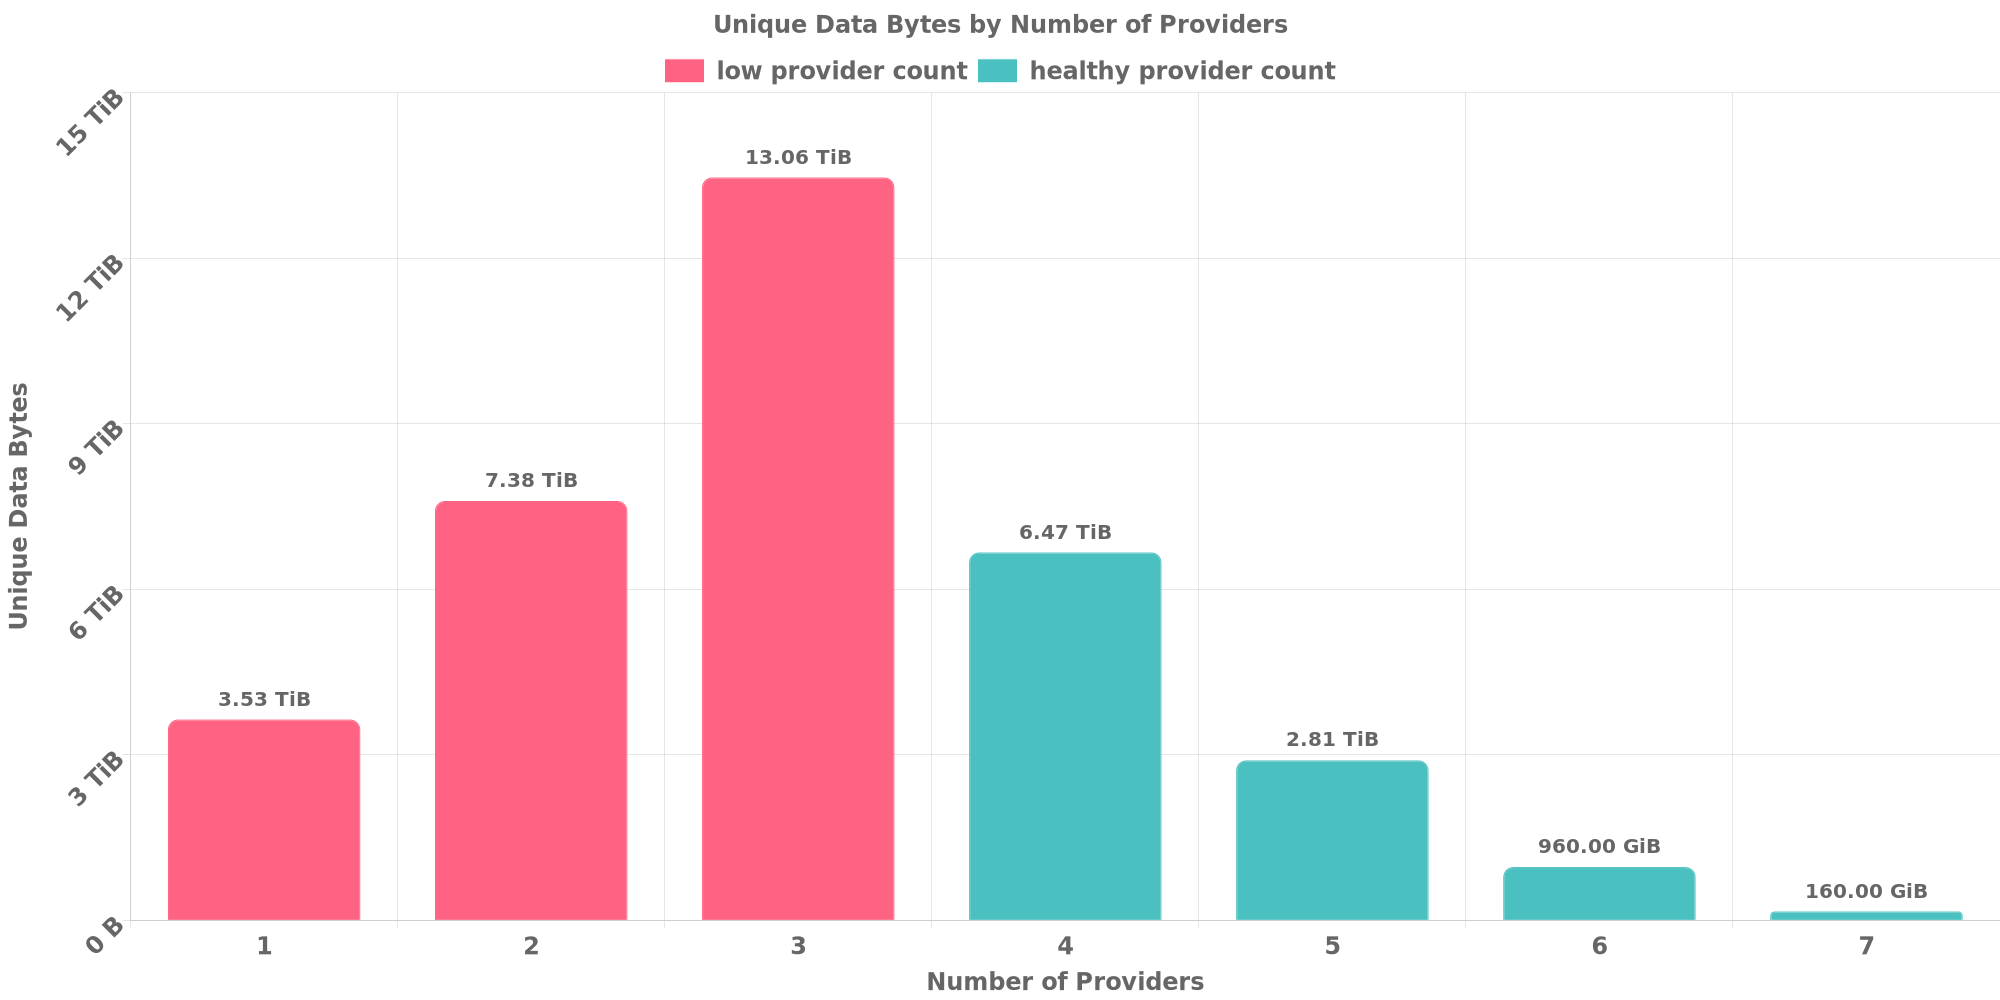 Unique Data Bytes by Number of Providers
low provider count healthy provider count
15 TiB
12 TiB
9 TiB
6 TiB
3 TiB
0 B
Unique Data Bytes
3.53 TiB
7.38 TiB
13.06 TiB
6.47 TiB
2.81 TiB
960.00 GiB
160.00 GiB
1 2 3 4 5 6 7
Number of Providers